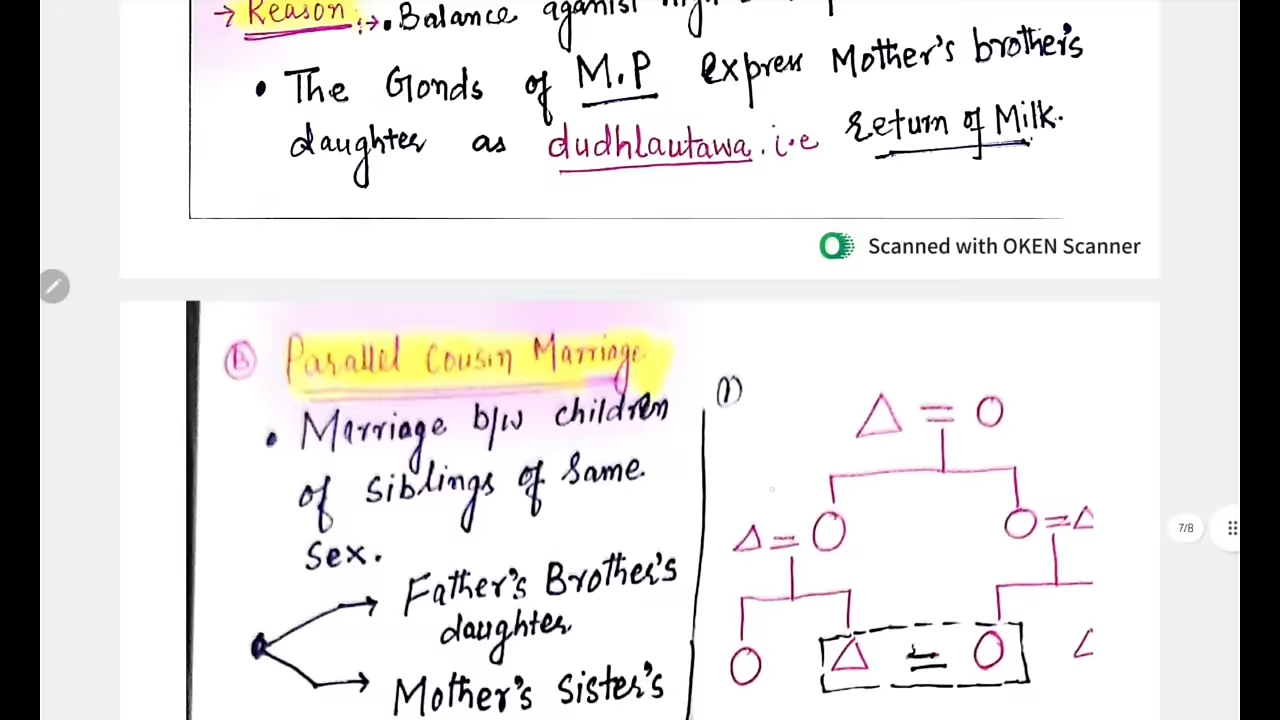 → Reason :→ • Balance aganist
• The Gonds of M.P express Mother's brother's
daughter as dudhlautawa. i.e return of Milk.
Scanned with OKEN Scanner
Ⓑ Parallel Cousin Marriage
(1)
• Marriage b/w children
of siblings of same
sex.
→ Father's Brother's
daughter
→ Mother's sister's
7/8